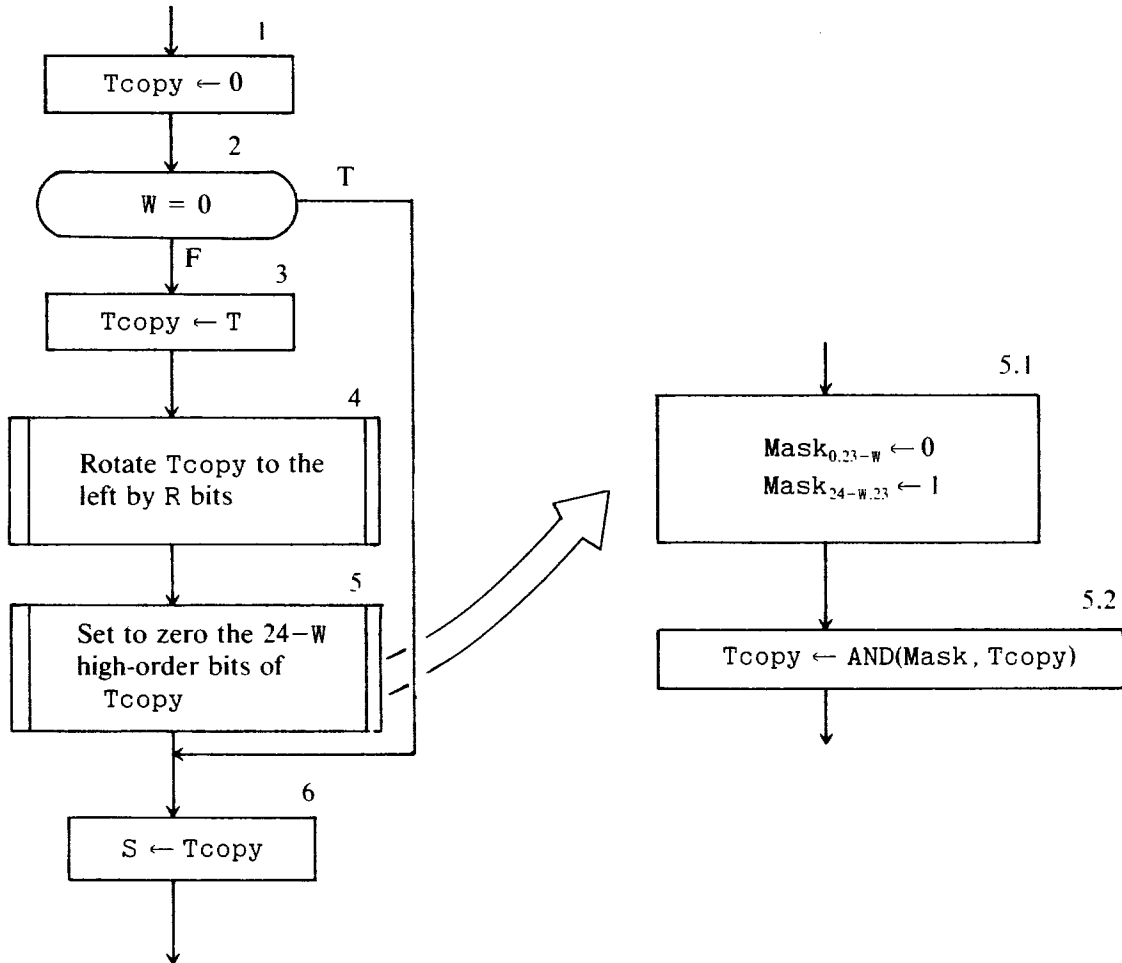 1
Tcopy ← 0
2
W = 0
T
F
3
Tcopy ← T
4
Rotate Tcopy to the
left by R bits
5
Set to zero the 24−W
high-order bits of
Tcopy
6
S ← Tcopy
5.1
Mask0.23-W ← 0
Mask24-W.23 ← 1
5.2
Tcopy ← AND(Mask, Tcopy)